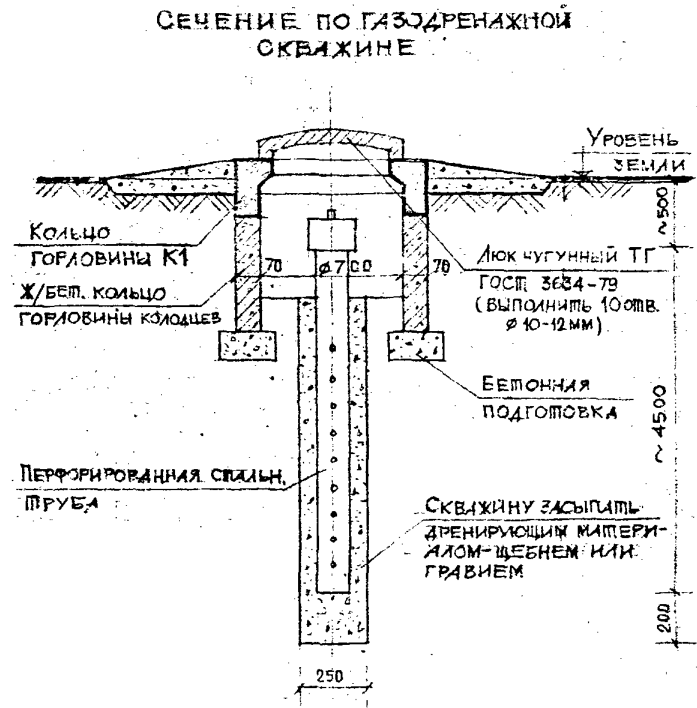 СЕЧЕНИЕ ПО ГАЗОДРЕНАЖНОЙ
СКВАЖИНЕ
УРОВЕНЬ
ЗЕМЛИ
~500
КОЛЬЦО
ГОРЛОВИНЫ К1
70
Ø700
70
ЛЮК ЧУГУННЫЙ ТГ
ГОСТ 3634-79
(ВЫПОЛНИТЬ 10 ОТВ.
Ø 10-12ММ)
Ж/БЕТ. КОЛЬЦО
ГОРЛОВИНЫ КОЛОДЦЕВ
БЕТОННАЯ
ПОДГОТОВКА
~4500
ПЕРФОРИРОВАННАЯ СТАЛЬН.
ТРУБА
СКВАЖИНУ ЗАСЫПАТЬ
ДРЕНИРУЮЩИМ МАТЕРИ-
АЛОМ-ЩЕБНЕМ ИЛИ
ГРАВИЕМ
200
250